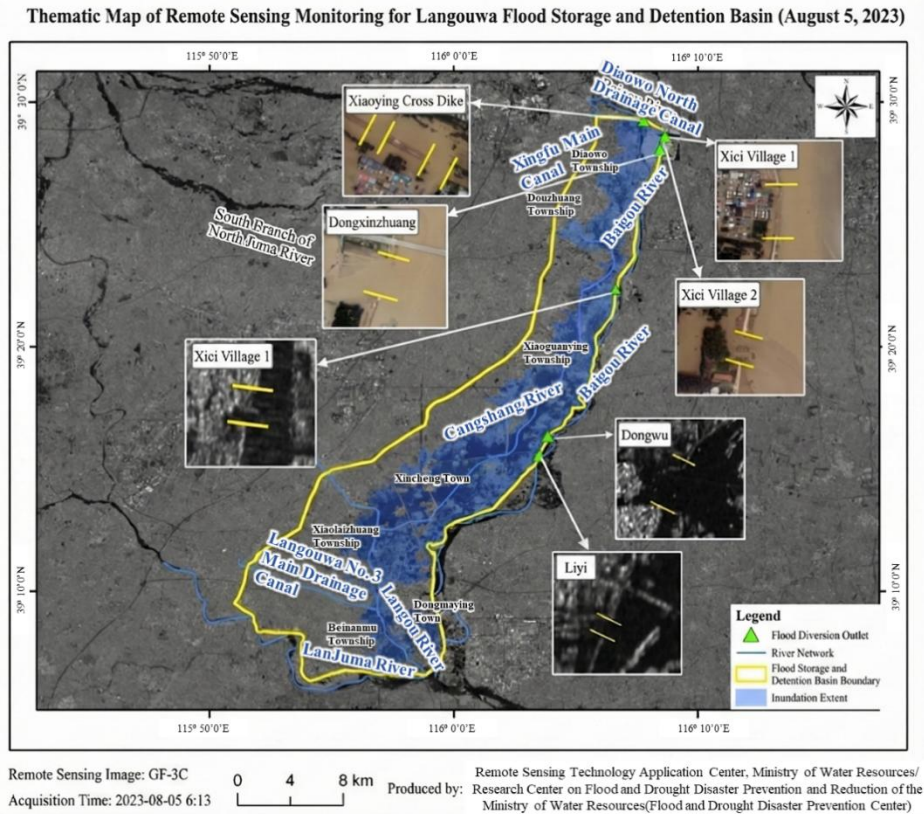 Thematic Map of Remote Sensing Monitoring for Langouwa Flood Storage and Detention Basin (August 5, 2023)
115° 50'0"E
116° 0'0"E
116° 10'0"E
39° 30'0"N
39° 20'0"N
39° 10'0"N
Diaowo North
Drainage Canal
N
W
E
S
Xiaoying Cross Dike
Xingfu Main
Canal
Diaowo
Township
Xici Village 1
Douzhuang
Township
Baigou River
South Branch of
North Juma River
Dongxinzhuang
Xici Village 2
39° 20'0"N
Xici Village 1
Xiaoguanying
Township
Baigou River
Cangshang River
Dongwu
Xincheng Town
Xiaolaizhuang
Township
Langouwa No. 3
Main Drainage
Canal
Liyi
39° 10'0"N
Langou River
Dongmaying
Town
Beinanmu
Township
LanJuma River
Legend
Flood Diversion Outlet
River Network
Flood Storage and
Detention Basin Boundary
Inundation Extent
115° 50'0"E
116° 0'0"E
116° 10'0"E
Remote Sensing Image: GF-3C
Acquisition Time: 2023-08-05 6:13
0 4 8 km
Produced by:
Remote Sensing Technology Application Center, Ministry of Water Resources/
Research Center on Flood and Drought Disaster Prevention and Reduction of the
Ministry of Water Resources(Flood and Drought Disaster Prevention Center)